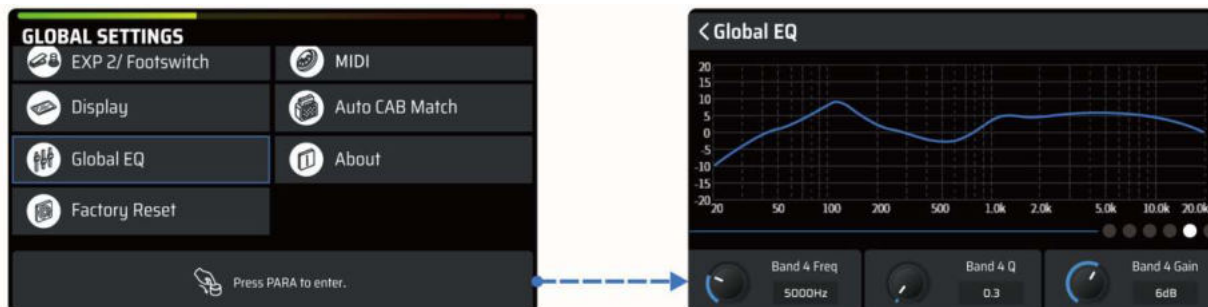 GLOBAL SETTINGS
EXP 2/ Footswitch
MIDI
Display
Auto CAB Match
Global EQ
About
Factory Reset
Press PARA to enter.
< Global EQ
20
15
10
5
0
-5
-10
-15
-20
20 50 100 200 500 1.0k 2.0k 5.0k 10.0k 20.0k
Band 4 Freq
5000Hz
Band 4 Q
0.3
Band 4 Gain
6dB